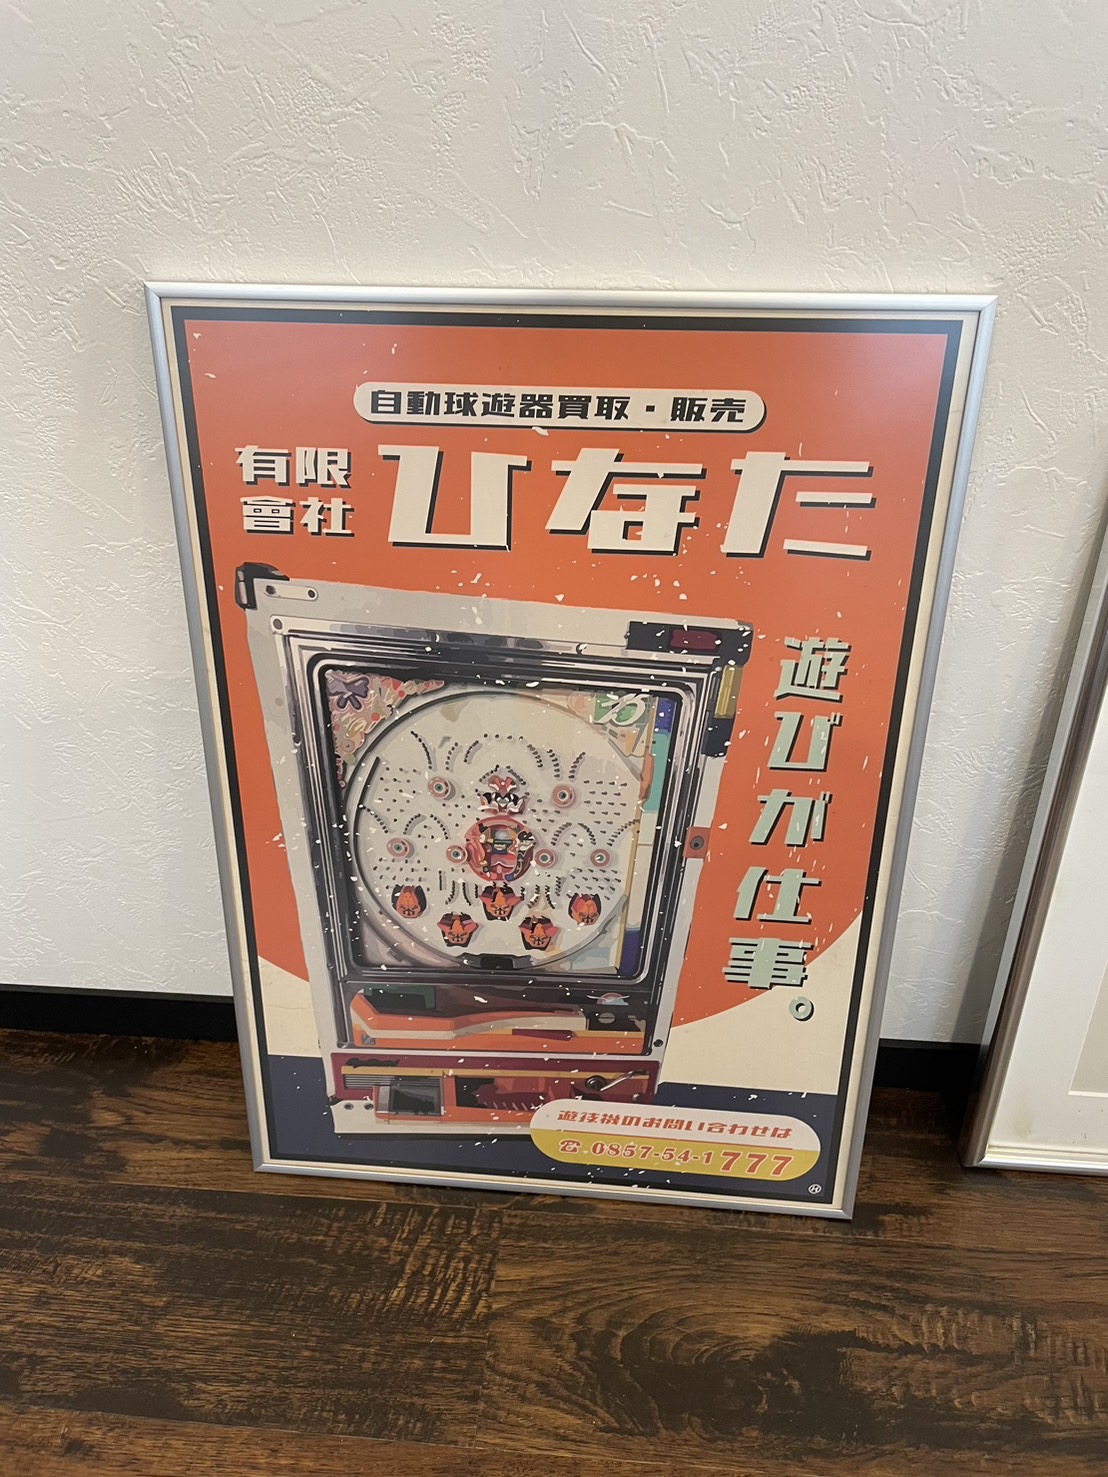 自動球遊器買取・販売
有限
會社
ひなた
遊びが仕事。
遊技機のお問い合わせは
☎ 0857-54-1777
H